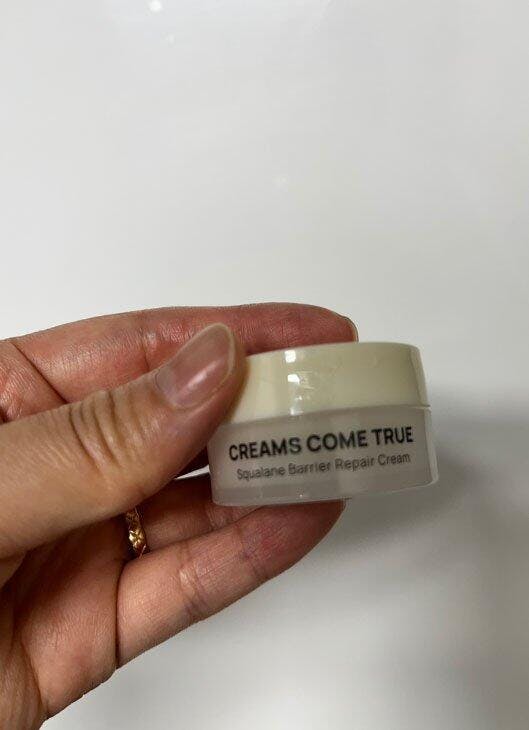 CREAMS COME TRUE
Squalane Barrier Repair Cream